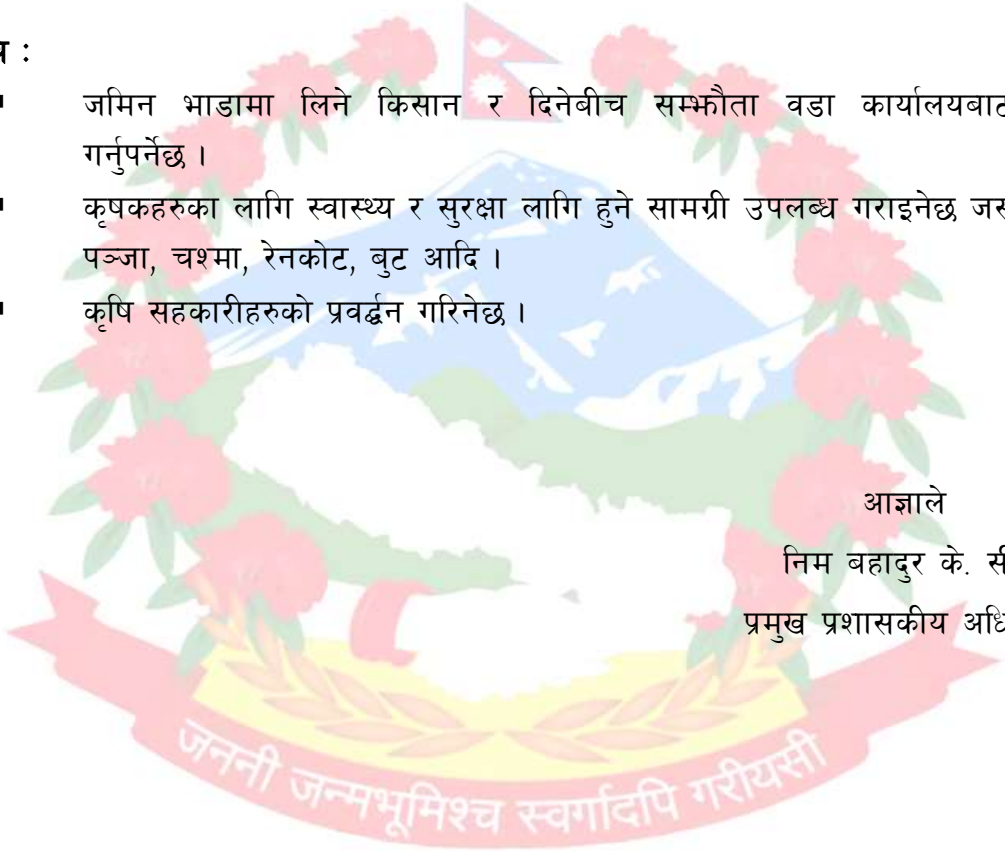 जमिन भाडामा लिने किसान र दिनेबीच सम्झौता वडा कार्यालयबाट
गर्नुपर्नेछ ।
कृषकहरुका लागि स्वास्थ्य र सुरक्षा लागि हुने सामग्री उपलब्ध गराइनेछ
पञ्जा, चश्मा, रेनकोट, बुट आदि ।
कृषि सहकारीहरुको प्रवर्द्धन गरिनेछ ।
आज्ञाले
निम बहादुर के. सी
प्रमुख प्रशासकीय
जननी जन्मभूमिश्च स्वर्गादपि गरीयसी